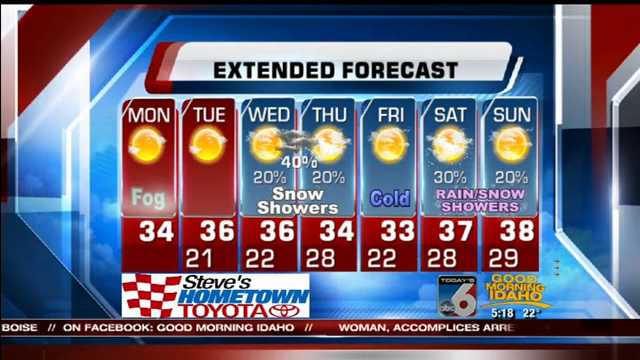 EXTENDED FORECAST
MON TUE WED THU FRI SAT SUN
40%
20% 20% 30% 20%
Fog Snow Showers Cold RAIN/SNOW SHOWERS
34 36 36 34 33 37 38
21 22 28 22 28 29
Steve's
HOMETOWN
TOYOTA
TODAY'S
abc 6
GOOD
MORNING
IDAHO
5:18 22°
BOISE // ON FACEBOOK: GOOD MORNING IDAHO // WOMAN, ACCOMPLICES ARRE